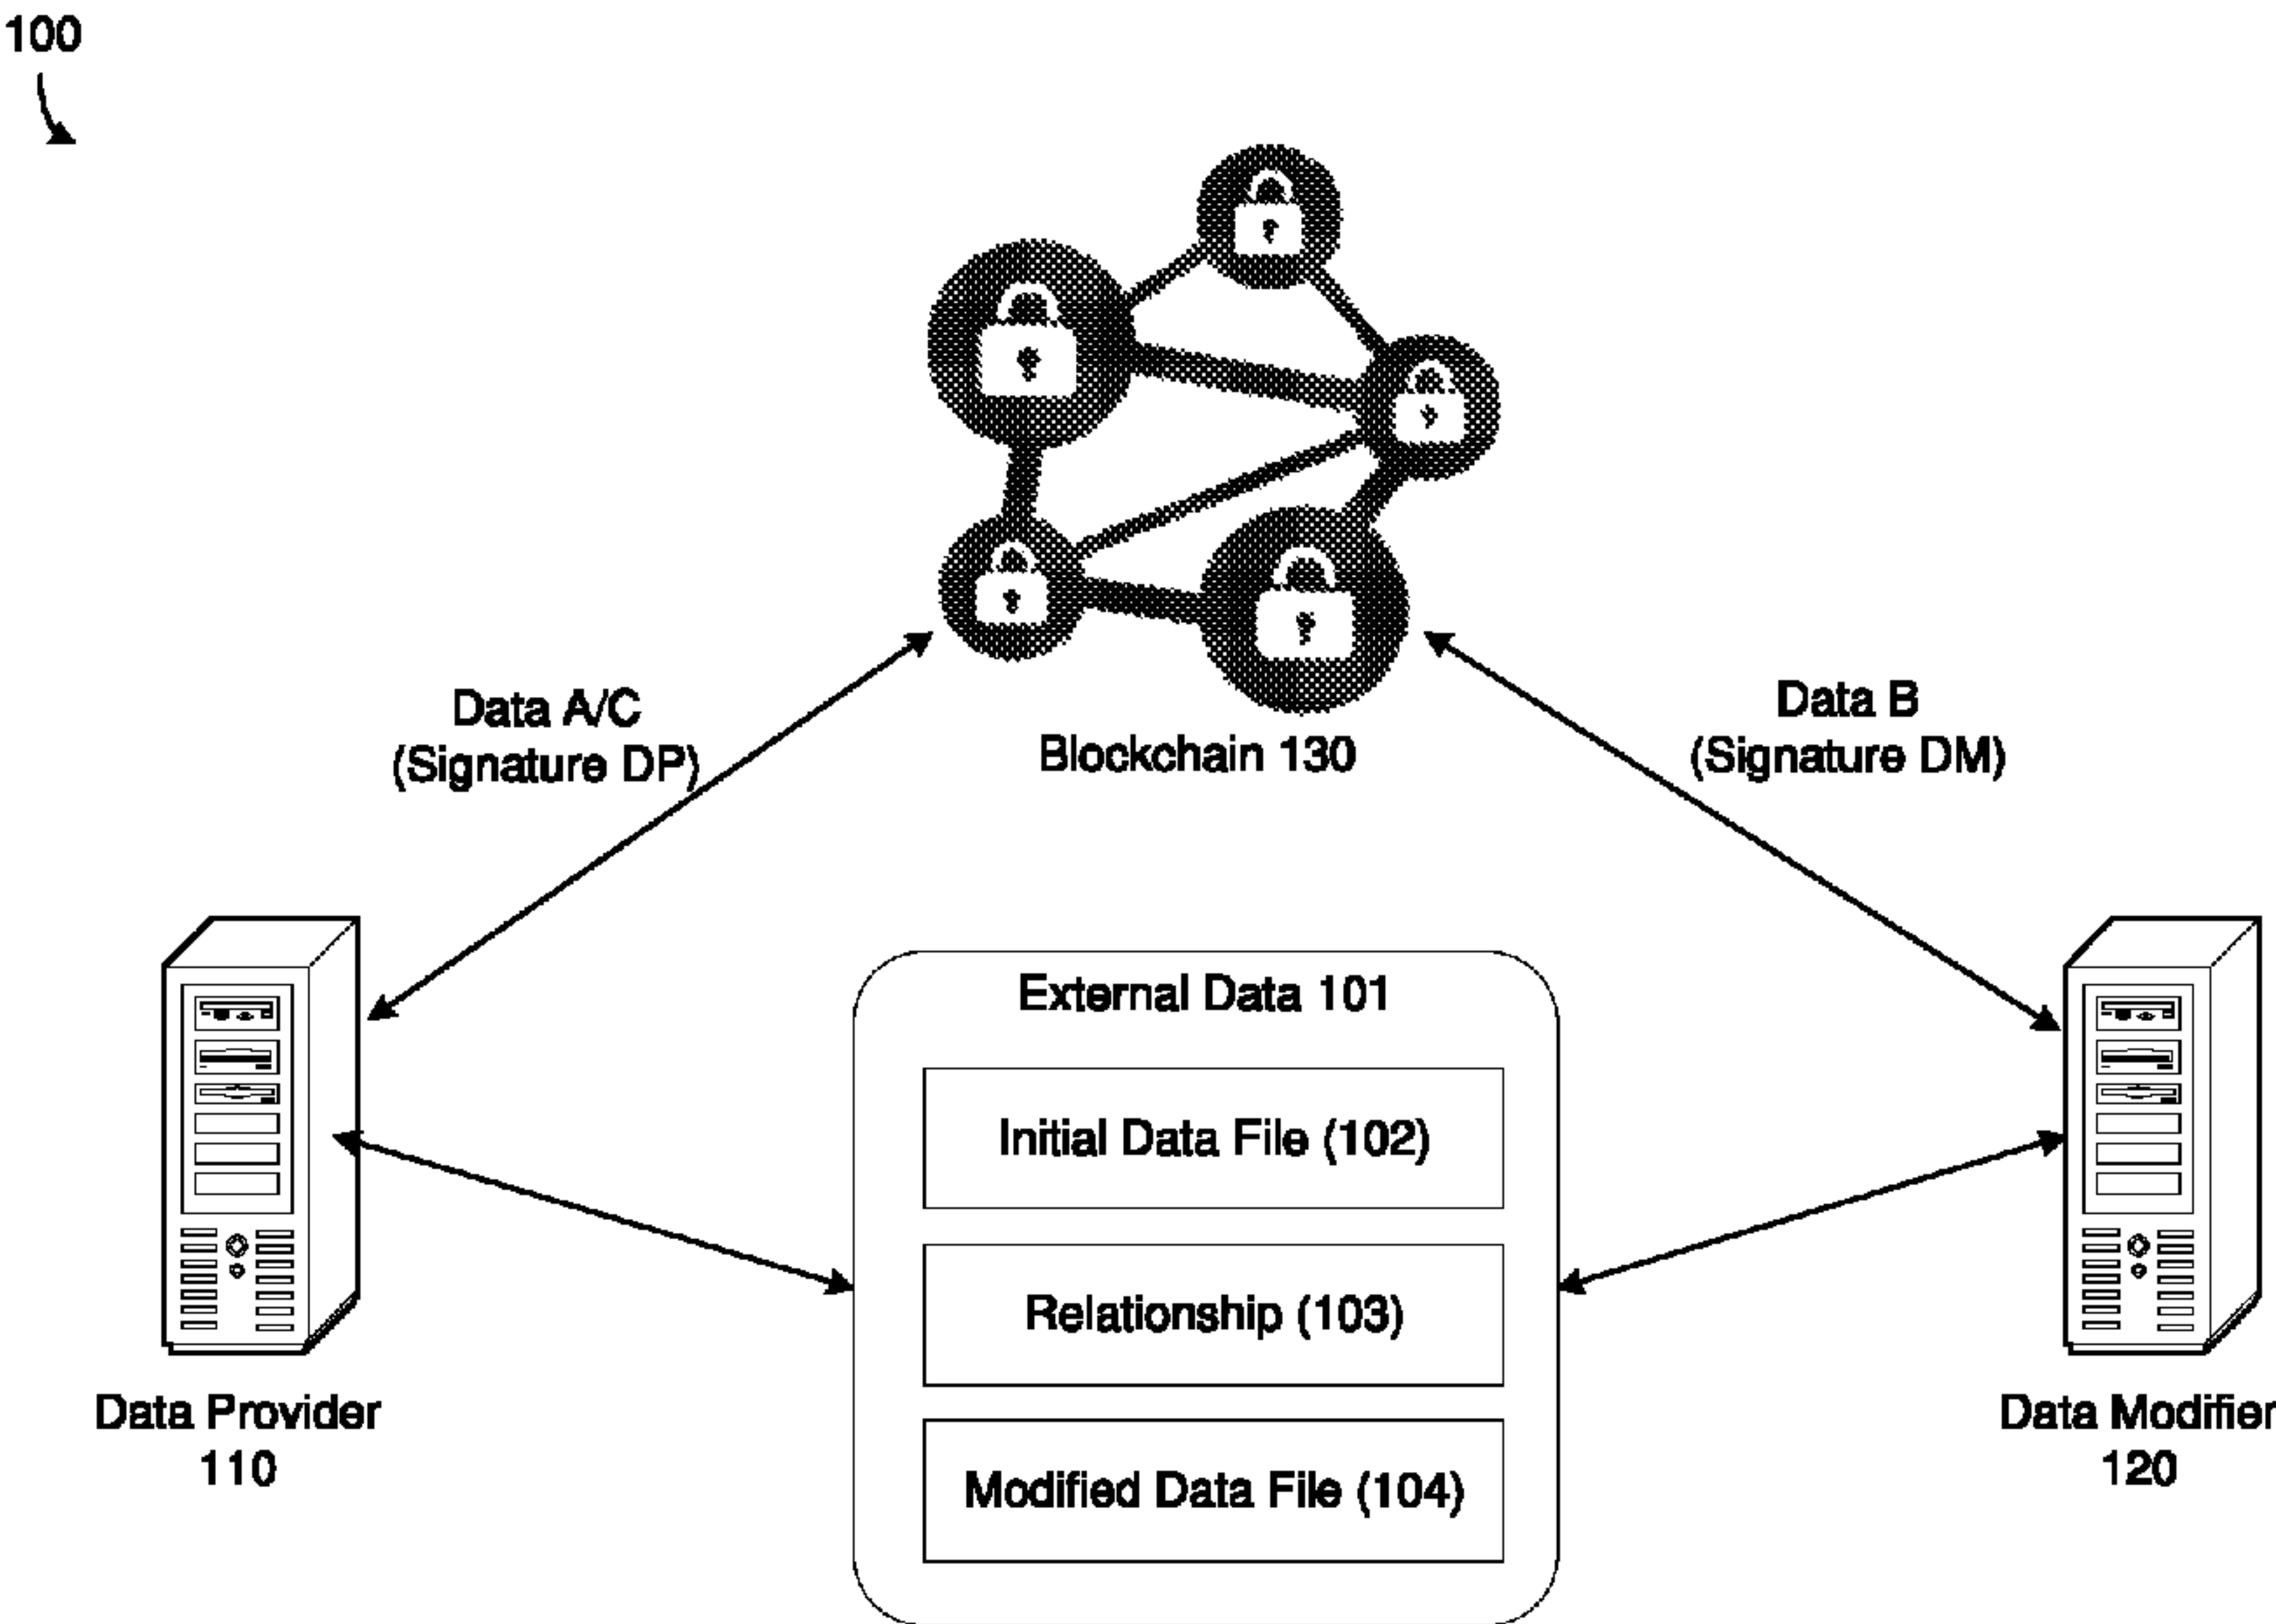 100
Data A/C
(Signature DP)
Blockchain 130
Data B
(Signature DM)
External Data 101
Initial Data File (102)
Relationship (103)
Modified Data File (104)
Data Provider
110
Data Modifier
120